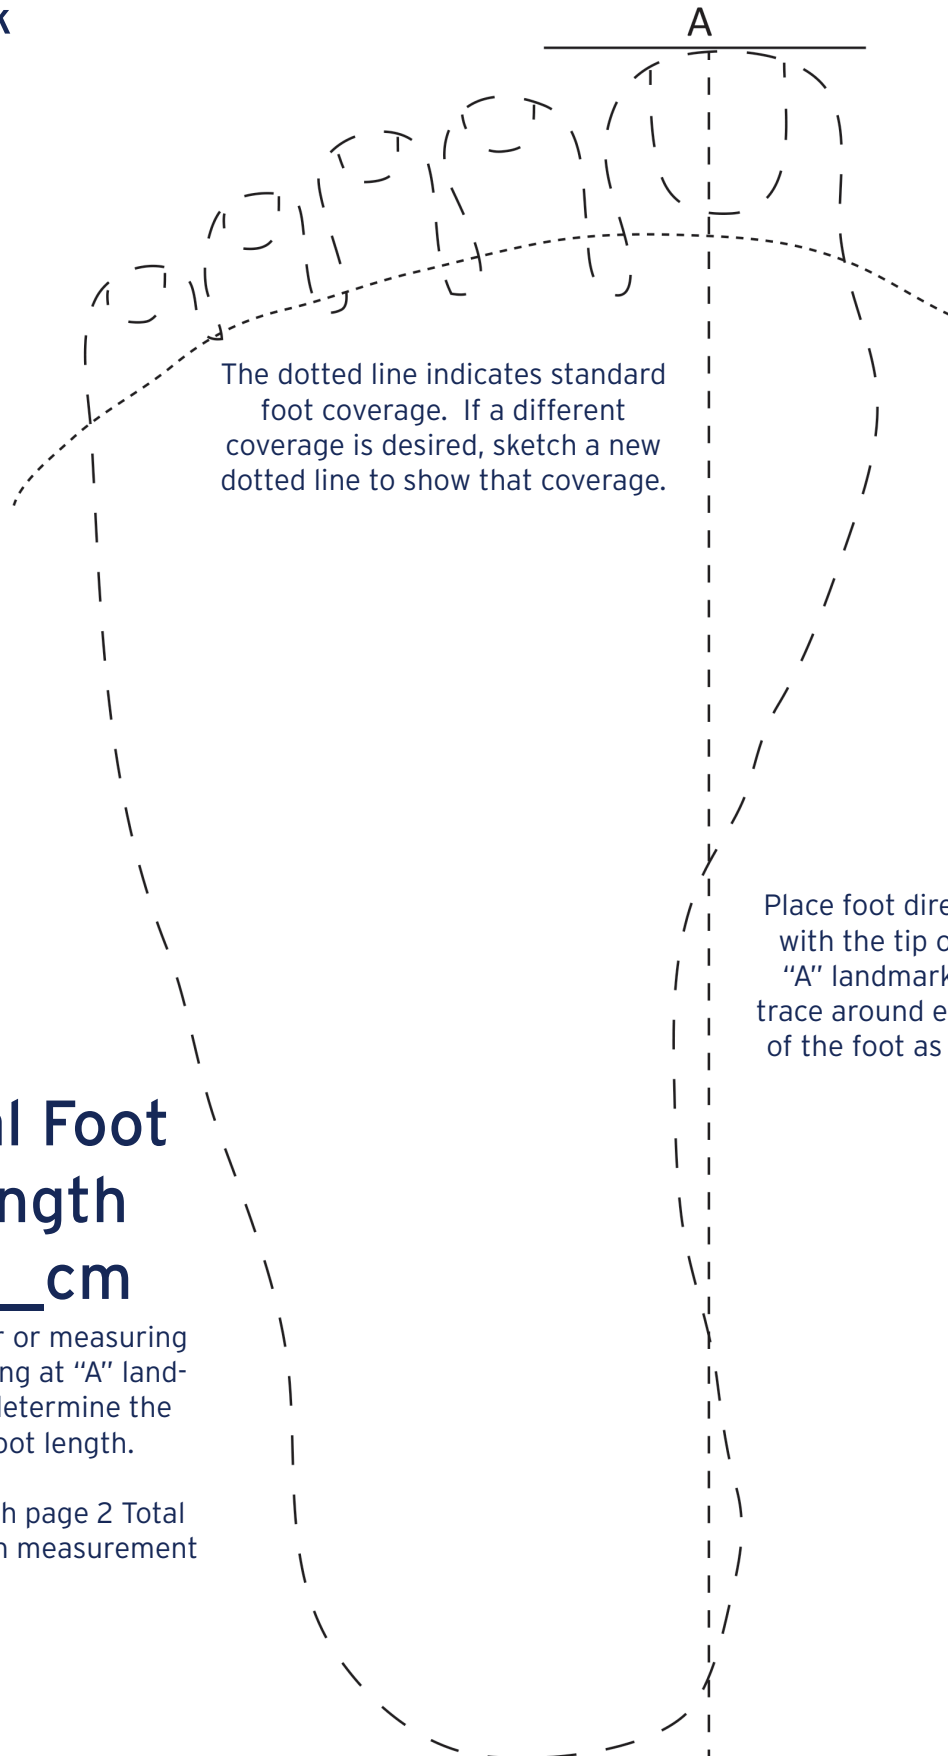 A
The dotted line indicates standard
foot coverage. If a different
coverage is desired, sketch a new
dotted line to show that coverage.
Place foot dire
with the tip o
“A” landmark
trace around e
of the foot as
l Foot
ngth
__cm
r or measuring
ng at “A” land-
determine the
oot length.
h page 2 Total
n measurement